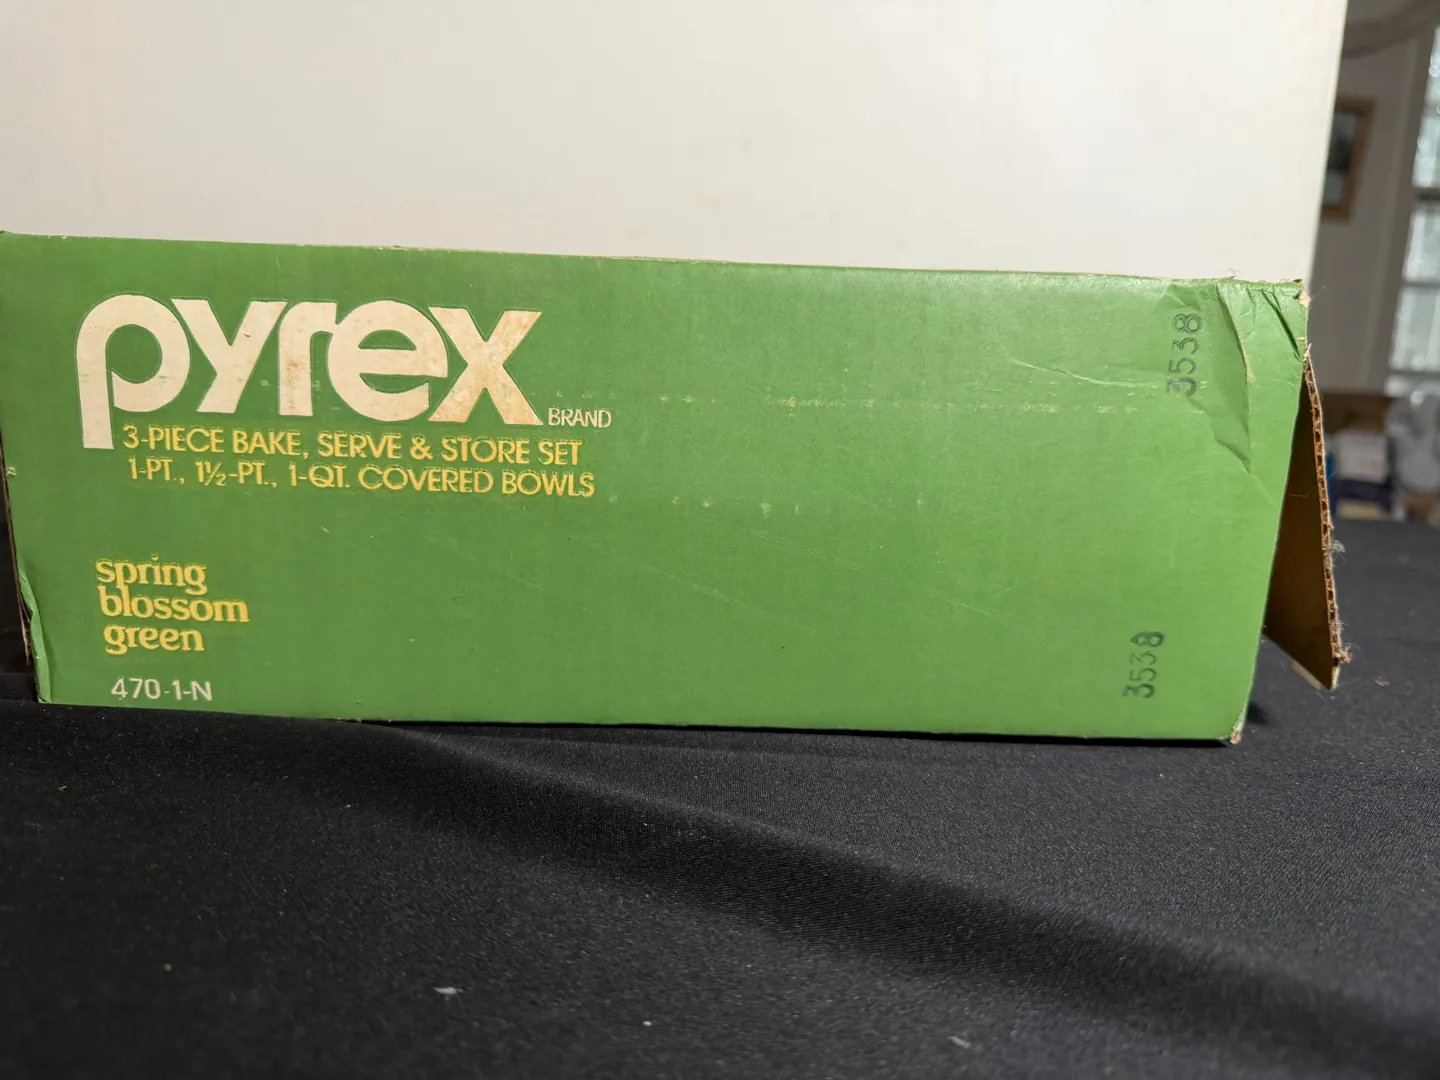 pyrex
BRAND
3-PIECE BAKE, SERVE & STORE SET
1-PT., 1½-PT., 1-QT. COVERED BOWLS
spring
blossom
green
470-1-N
3538
3538